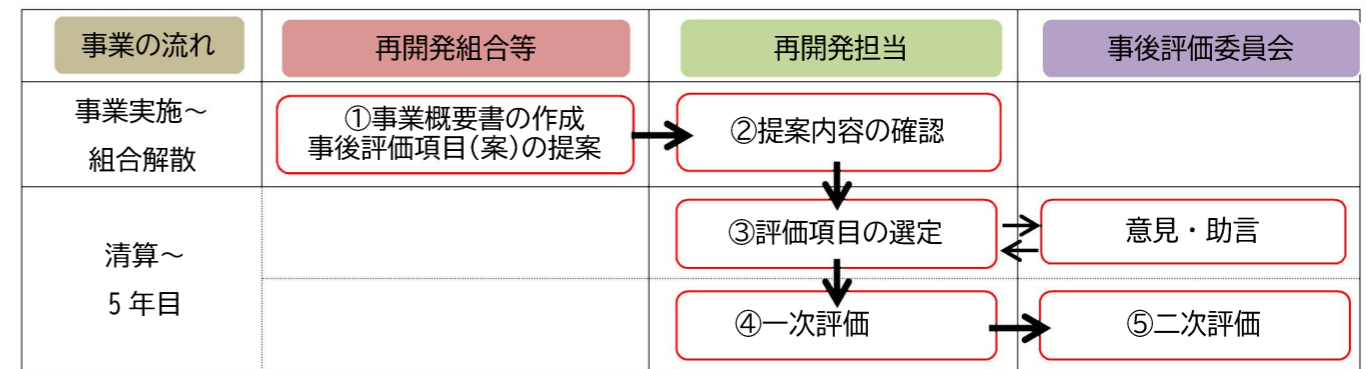 事業の流れ
再開発組合等
再開発担当
事後評価委員会
事業実施～
組合解散
①事業概要書の作成
事後評価項目(案)の提案
②提案内容の確認
清算～
5年目
③評価項目の選定
意見・助言
④一次評価
⑤二次評価